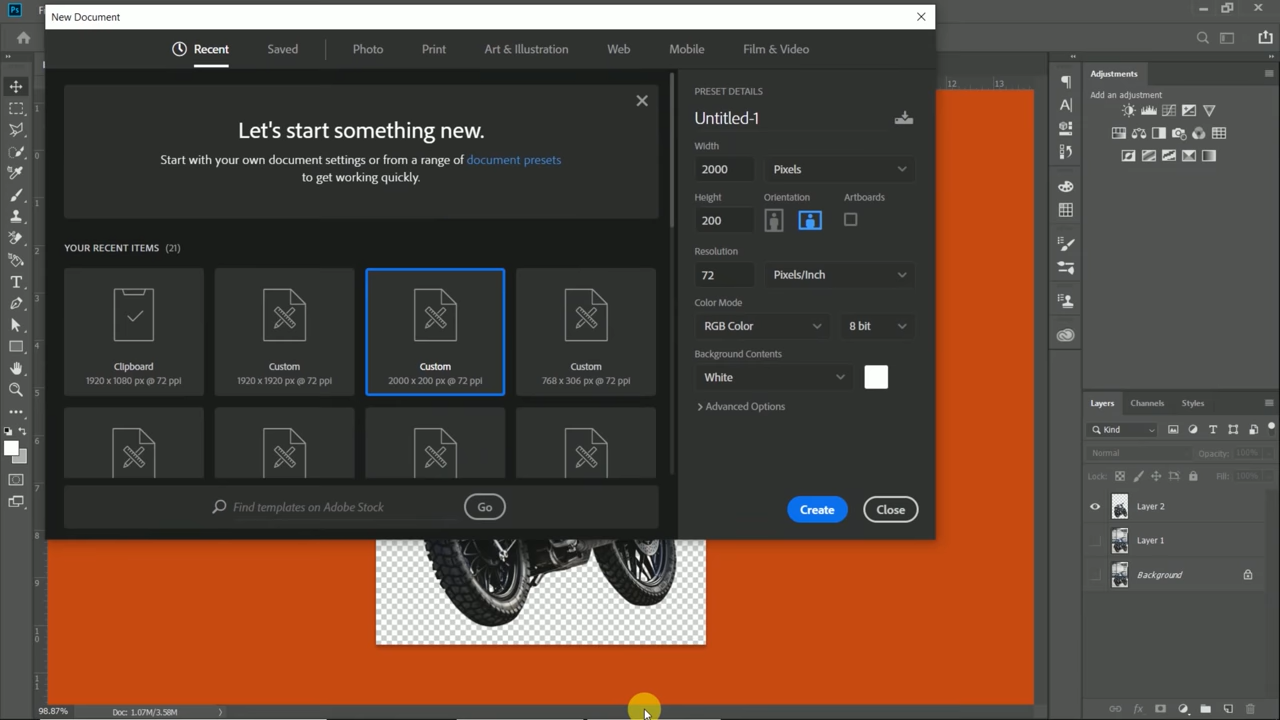 Ps
New Document
Recent
Saved
Photo
Print
Art & Illustration
Web
Mobile
Film & Video
Let's start something new.
Start with your own document settings or from a range of document presets
to get working quickly.
YOUR RECENT ITEMS (21)
Clipboard
1920 x 1080 px @ 72 ppi
Custom
1920 x 1920 px @ 72 ppi
Custom
2000 x 200 px @ 72 ppi
Custom
768 x 306 px @ 72 ppi
Find templates on Adobe Stock
Go
PRESET DETAILS
Untitled-1
Width
2000
Pixels
Height
Orientation
Artboards
200
Resolution
72
Pixels/Inch
Color Mode
RGB Color
8 bit
Background Contents
White
Advanced Options
Create
Close
12
13
Adjustments
Add an adjustment
Layers
Channels
Styles
Kind
Normal
Opacity: 100%
Lock:
Fill: 100%
Layer 2
Layer 1
Background
98.87%
Doc: 1.07M/3.58M